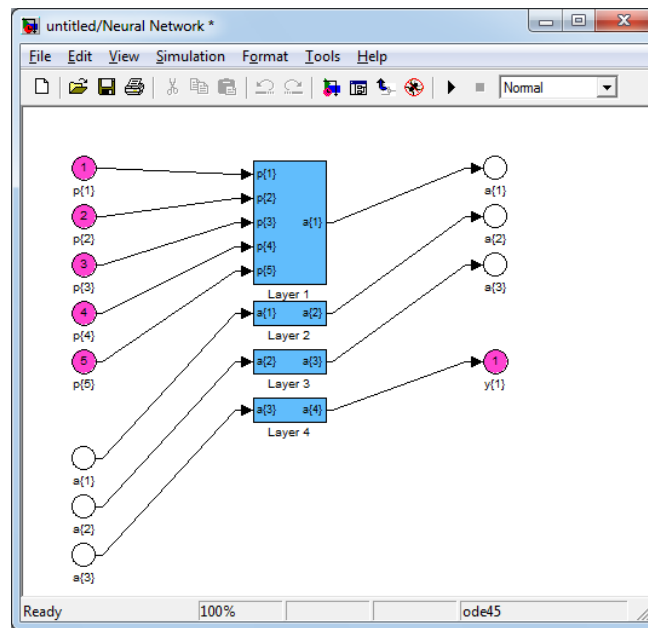 untitled/Neural Network *
File Edit View Simulation Format Tools Help
Normal
1
p{1}
2
p{2}
3
p{3}
4
p{4}
5
p{5}
p{1}
p{2}
p{3} a{1}
p{4}
p{5}
Layer 1
a{1} a{2}
Layer 2
a{2} a{3}
Layer 3
a{3} a{4}
Layer 4
a{1}
a{2}
a{3}
1
y{1}
a{1}
a{2}
a{3}
Ready 100% ode45